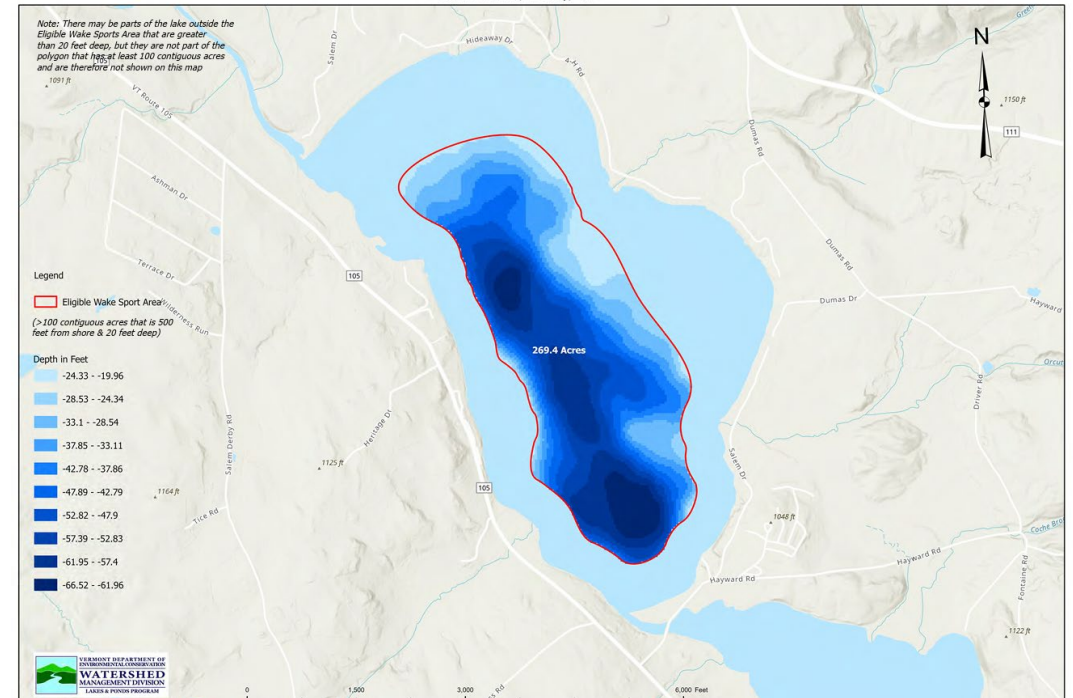 Note: There may be parts of the lake outside the
Eligible Wake Sports Area that are greater
than 20 feet deep, but they are not part of the
polygon that has at least 100 contiguous acres
and are therefore not shown on this map
105
1091 ft
VT Route 105
Salem Dr
Hideaway Dr
4-H Rd
N
1150 ft
111
Dumas Rd
Ashman Dr
Terrace Dr
Wilderness Run
105
Dumas Rd
Dumas Dr
Hayward
Legend
Eligible Wake Sport Area
(>100 contiguous acres that is 500
feet from shore & 20 feet deep)
269.4 Acres
Depth in Feet
-24.33 - -19.96
-28.53 - -24.34
-33.1 - -28.54
-37.85 - -33.11
-42.78 - -37.86
-47.89 - -42.79
-52.82 - -47.9
-57.39 - -52.83
-61.95 - -57.4
-66.52 - -61.96
Driver Rd
Heritage Dr
Salem Derby Rd
1125 ft
1164 ft
Tice Rd
105
Salem Dr
1048 ft
Hayward Rd
Hayward Rd
Fontaine Rd
1122 ft
VERMONT DEPARTMENT OF
ENVIRONMENTAL CONSERVATION
WATERSHED
MANAGEMENT DIVISION
LAKES & PONDS PROGRAM
0
1,500
3,000
6,000 Feet